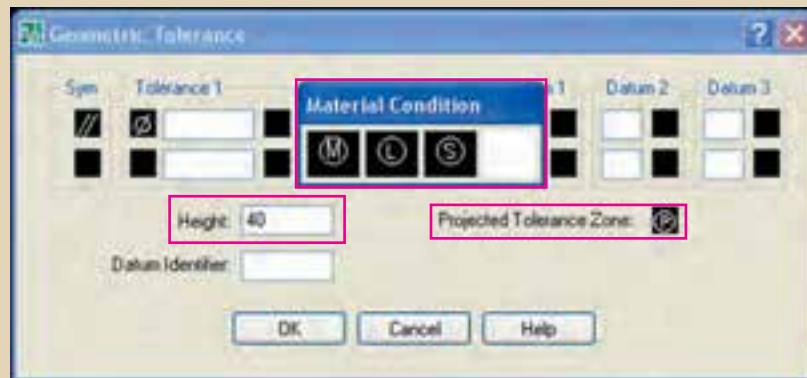 Geometric Tolerance
Sym Tolerance 1 1 Datum 2 Datum 3
Material Condition
// Ø Ⓜ Ⓛ Ⓢ
Height: 40 Projected Tolerance Zone: Ⓟ
Datum Identifier:
OK Cancel Help